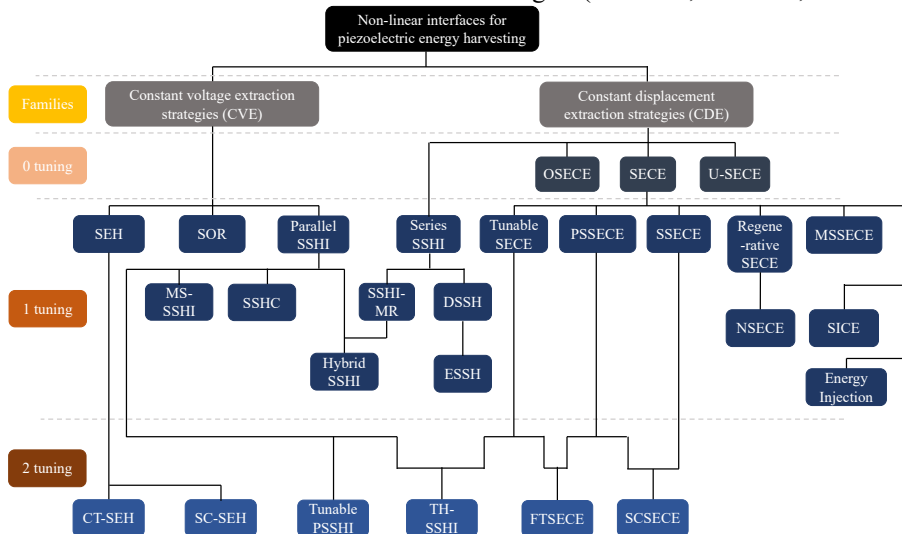 Non-linear interfaces for
piezoelectric energy harvesting
Families
Constant voltage extraction
strategies (CVE)
Constant displacement
extraction strategies (CDE)
0 tuning
OSECE
SECE
U-SECE
SEH
SOR
Parallel
SSHI
Series
SSHI
Tunable
SECE
PSSECE
SSECE
Regene
-rative
SECE
MSSECE
1 tuning
MS-
SSHI
SSHC
SSHI-
MR
DSSH
NSECE
SICE
Hybrid
SSHI
ESSH
Energy
Injection
2 tuning
CT-SEH
SC-SEH
Tunable
PSSHI
TH-
SSHI
FTSECE
SCSECE